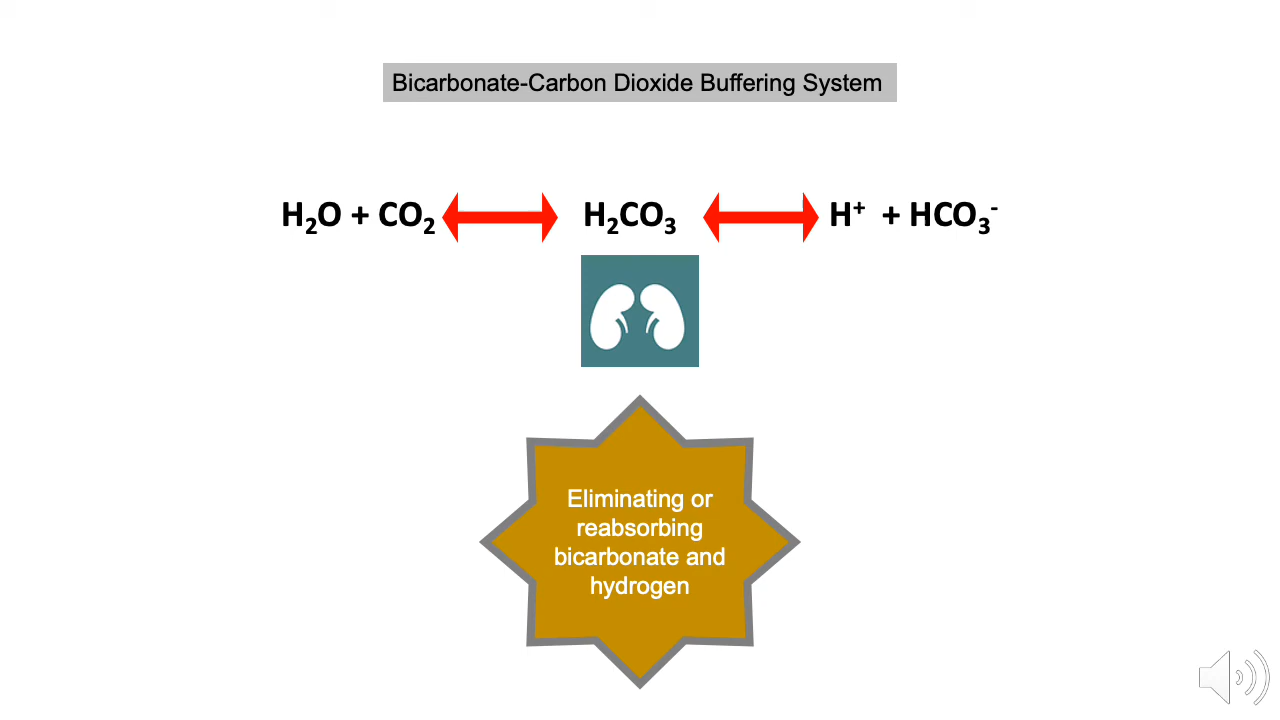 Bicarbonate-Carbon Dioxide Buffering System
H₂O + CO₂ H₂CO₃ H⁺ + HCO₃⁻
Eliminating or
reabsorbing
bicarbonate and
hydrogen